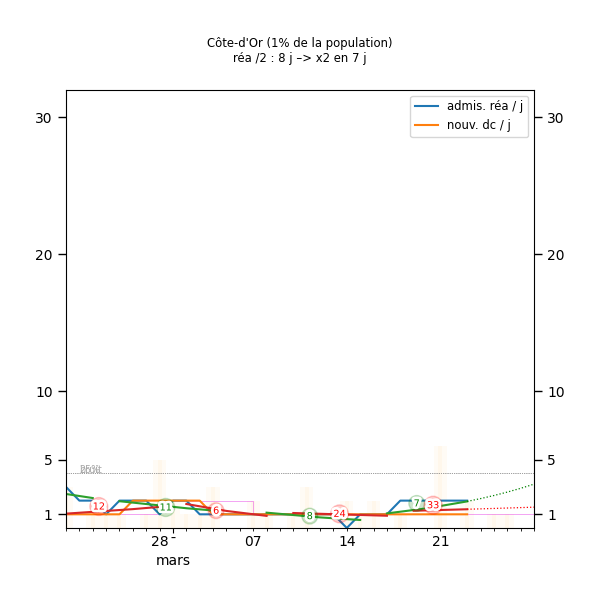 Côte-d'Or (1% de la population)
réa /2 : 8 j –> x2 en 7 j
admis. réa / j
nouv. dc / j
30 30
20 20
10 10
5 5
12 11 6 8 24 7 33
1 1
28 07 14 21
mars